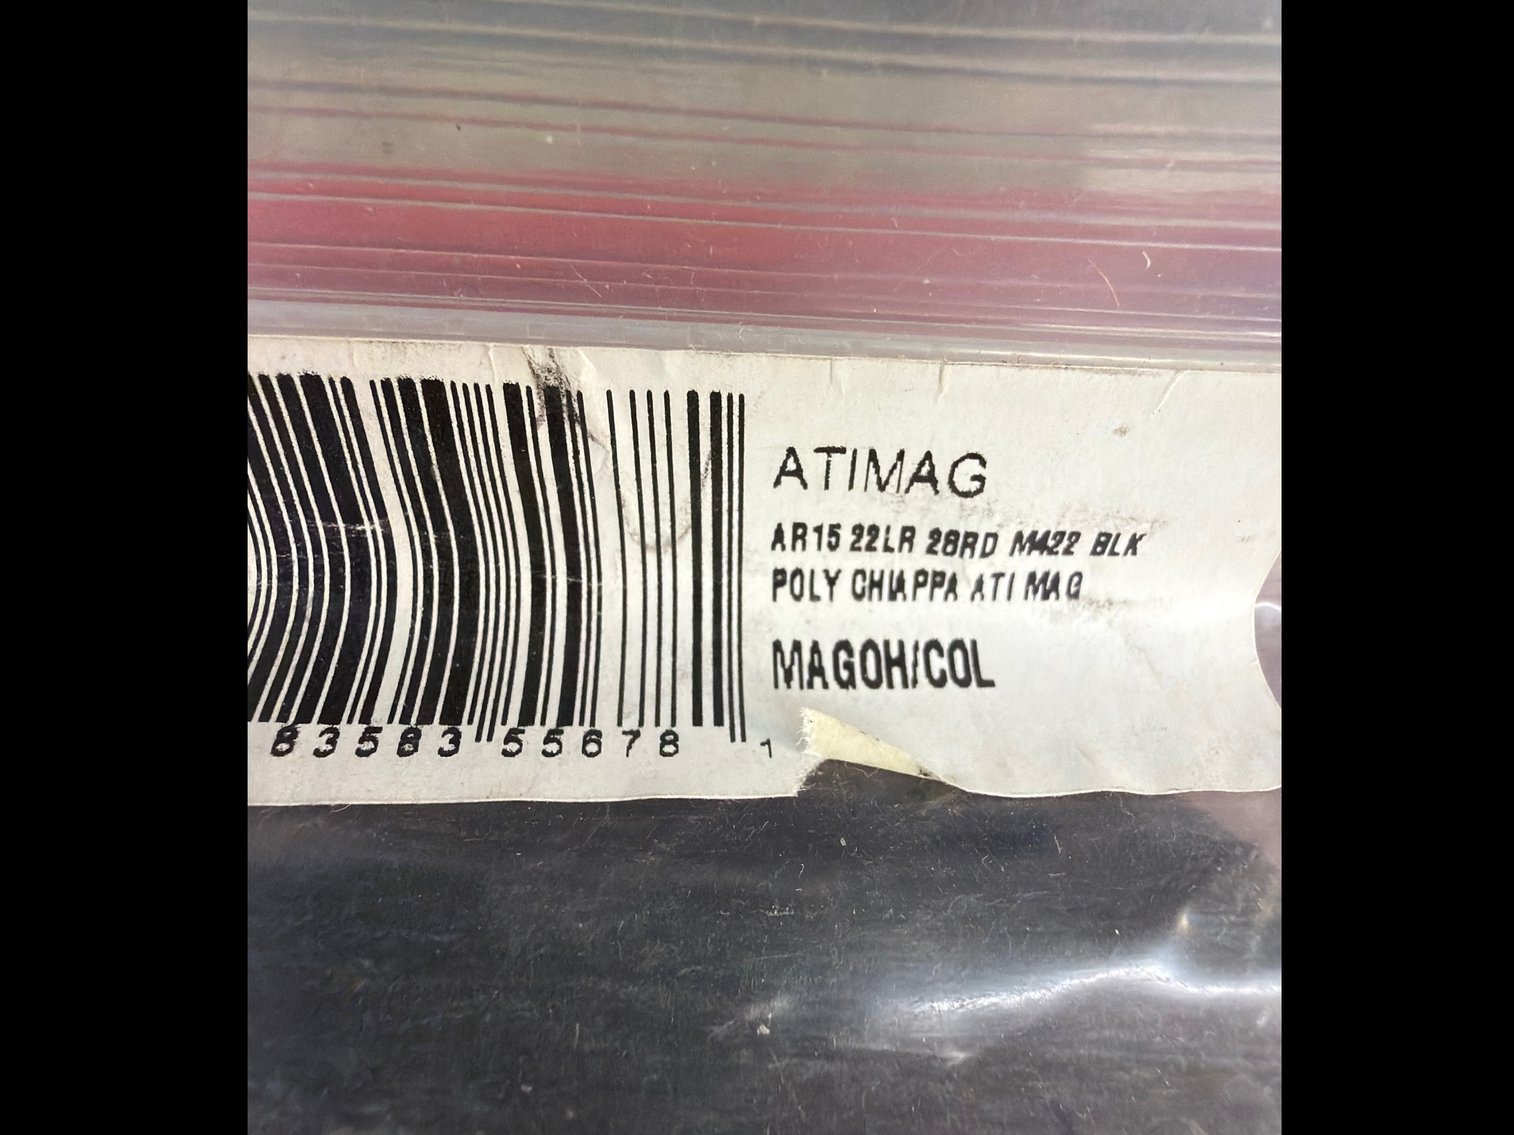 ATIMAG
AR15 22LR 28RD M422 BLK
POLY CHIAPPA ATI MAG
MAGOH/COL
83583 55678 1